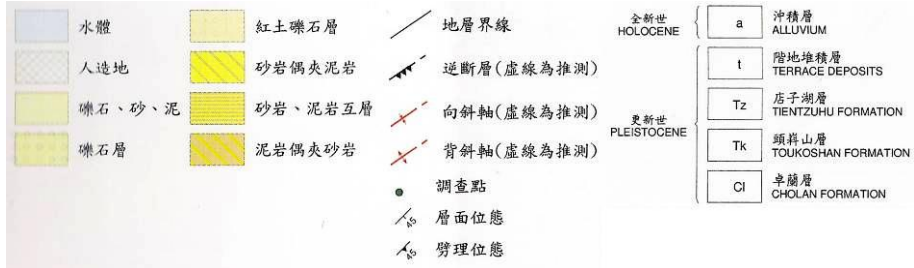 水體
人造地
礫石、砂、泥
礫石層
紅土礫石層
砂岩偶夾泥岩
砂岩、泥岩互層
泥岩偶夾砂岩
地層界線
逆斷層(虛線為推測)
向斜軸(虛線為推測)
背斜軸(虛線為推測)
調查點
45 層面位態
45 劈理位態
全新世
HOLOCENE
a
沖積層
ALLUVIUM
更新世
PLEISTOCENE
t
階地堆積層
TERRACE DEPOSITS
Tz
店子湖層
TIENTZUHU FORMATION
Tk
頭嵙山層
TOUKOSHAN FORMATION
Cl
卓蘭層
CHOLAN FORMATION